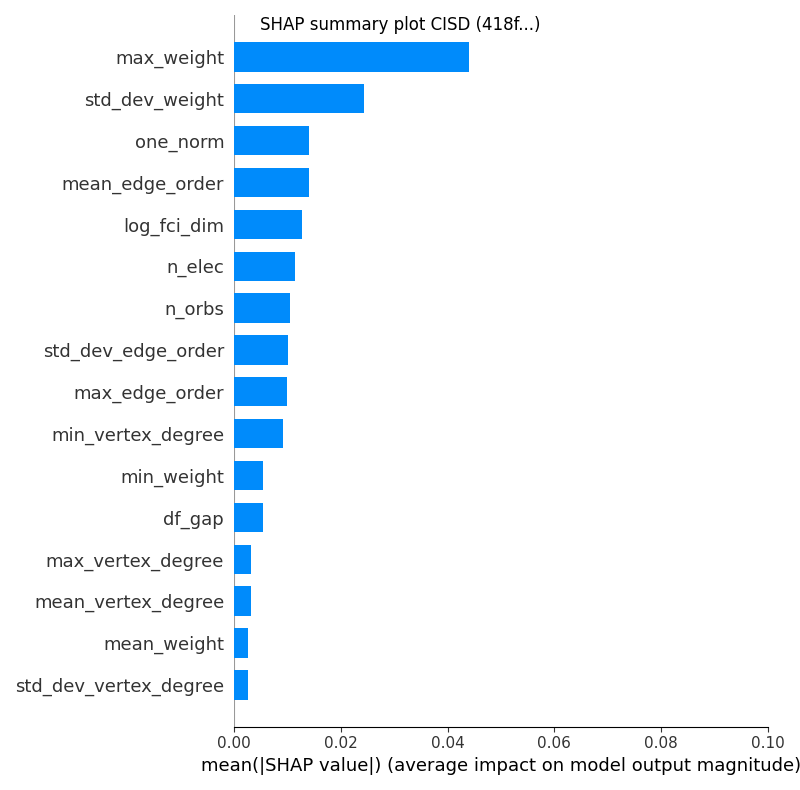 SHAP summary plot CISD (418f...)
max_weight
std_dev_weight
one_norm
mean_edge_order
log_fci_dim
n_elec
n_orbs
std_dev_edge_order
max_edge_order
min_vertex_degree
min_weight
df_gap
max_vertex_degree
mean_vertex_degree
mean_weight
std_dev_vertex_degree
0.00 0.02 0.04 0.06 0.08 0.10
mean(|SHAP value|) (average impact on model output magnitude)